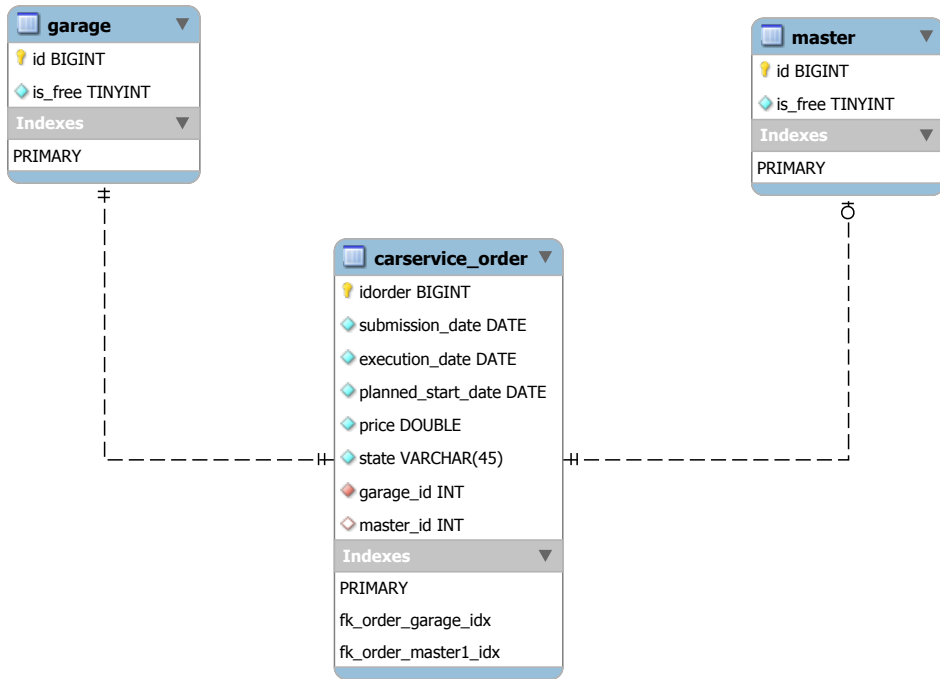 garage
id BIGINT
is_free TINYINT
Indexes
PRIMARY
master
id BIGINT
is_free TINYINT
Indexes
PRIMARY
carservice_order
idorder BIGINT
submission_date DATE
execution_date DATE
planned_start_date DATE
price DOUBLE
state VARCHAR(45)
garage_id INT
master_id INT
Indexes
PRIMARY
fk_order_garage_idx
fk_order_master1_idx